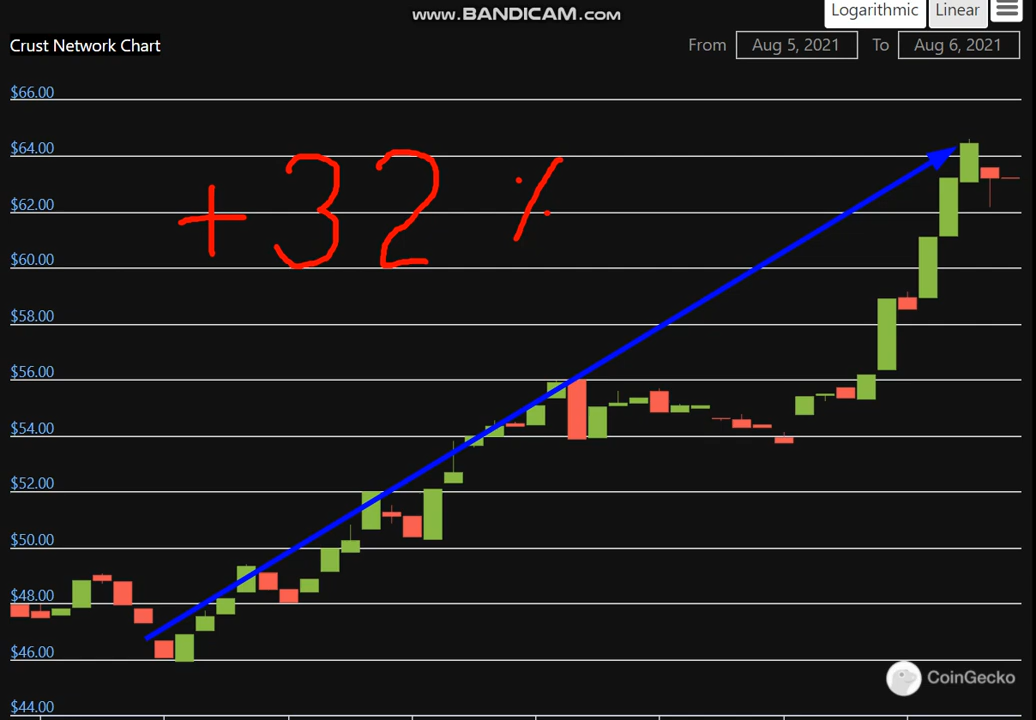 www.BANDICAM.com
Logarithmic Linear
Crust Network Chart
From Aug 5, 2021 To Aug 6, 2021
$66.00
$64.00
+32%
$62.00
$60.00
$58.00
$56.00
$54.00
$52.00
$50.00
$48.00
$46.00
CoinGecko
$44.00